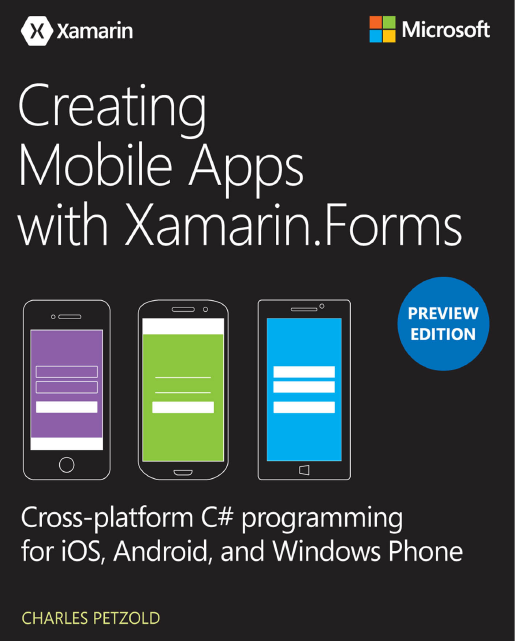 Xamarin
Microsoft
Creating
Mobile Apps
with Xamarin.Forms
PREVIEW
EDITION
Cross-platform C# programming
for iOS, Android, and Windows Phone
CHARLES PETZOLD